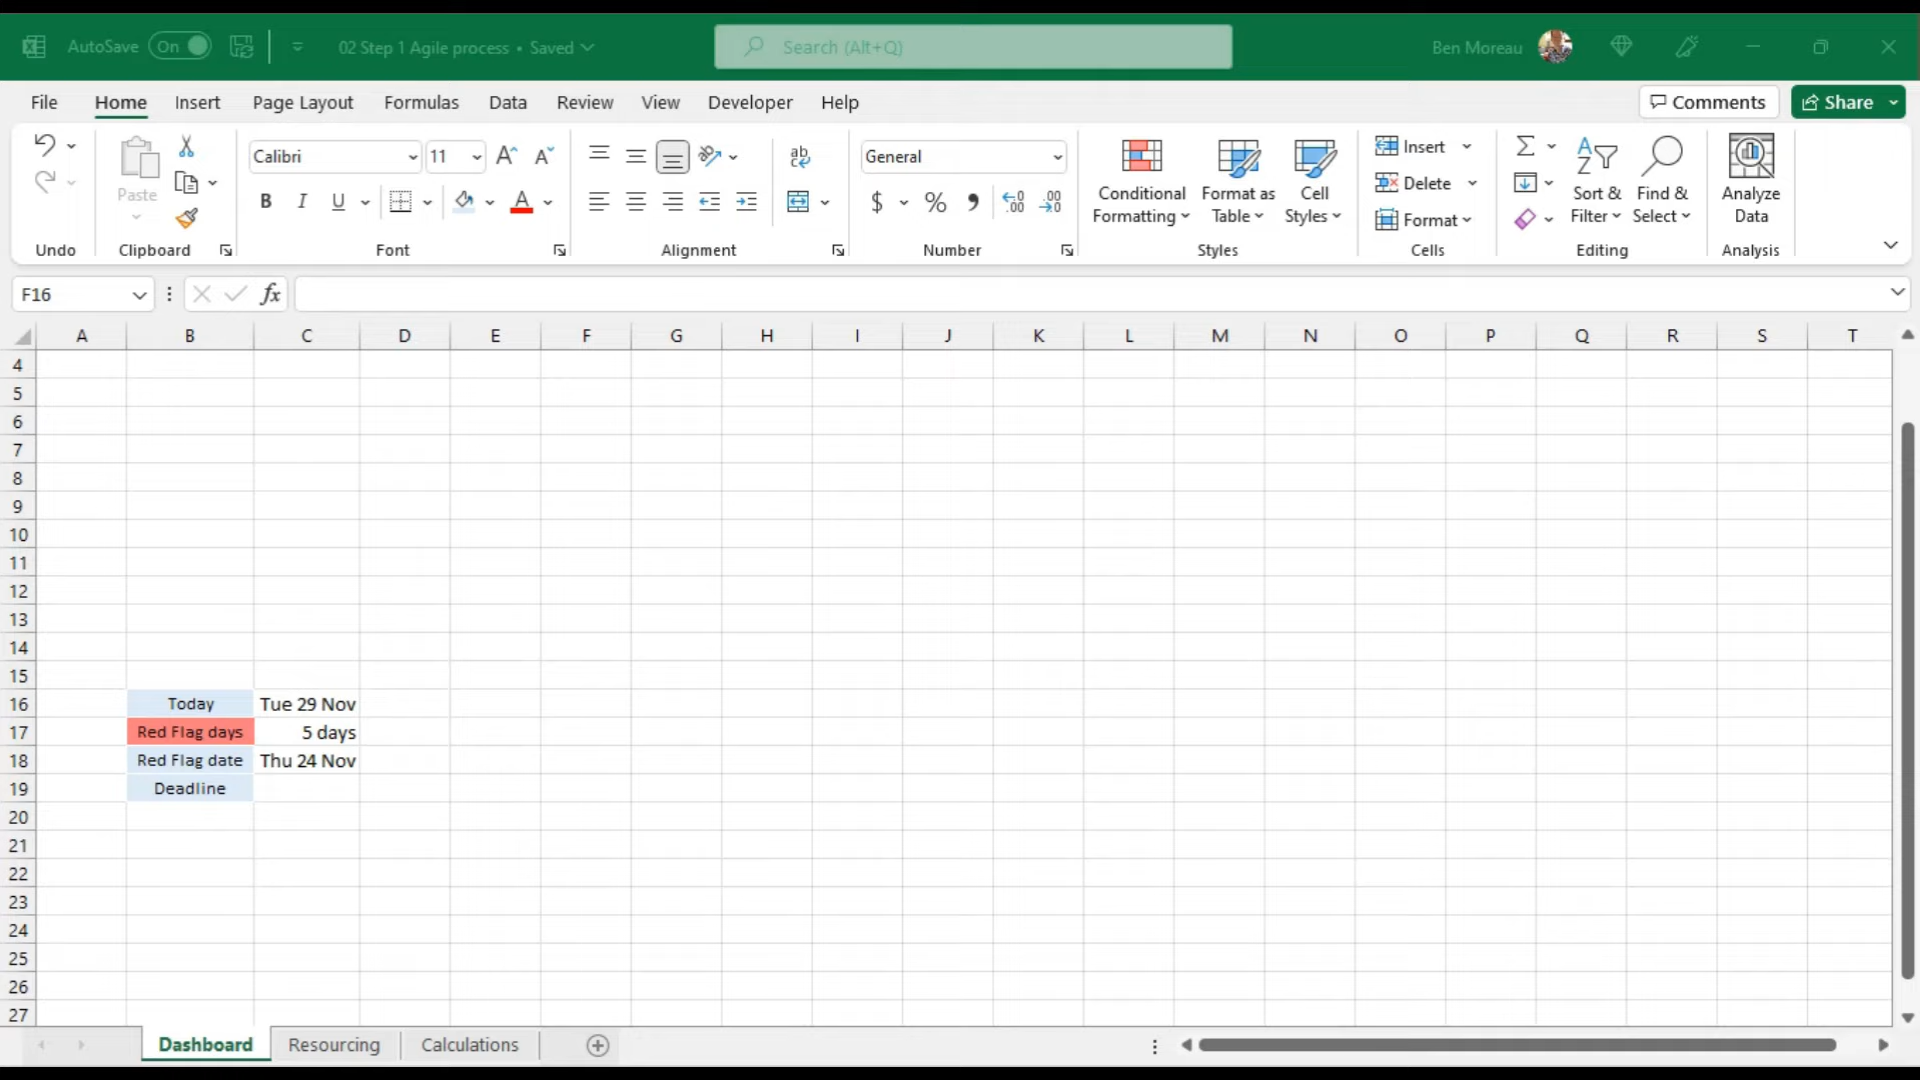 AutoSave On 02 Step 1 Agile process • Saved Search (Alt+Q) Ben Moreau
File Home Insert Page Layout Formulas Data Review View Developer Help Comments Share
Paste
Calibri 11
B I U A
ab
General
$ %
Conditional Formatting
Format as Table
Cell Styles
Insert
Delete
Format
Sort & Filter
Find & Select
Analyze Data
Undo Clipboard Font Alignment Number Styles Cells Editing Analysis
F16 fx
A B C D E F G H I J K L M N O P Q R S T
4
5
6
7
8
9
10
11
12
13
14
15
16 Today Tue 29 Nov
17 Red Flag days 5 days
18 Red Flag date Thu 24 Nov
19 Deadline
20
21
22
23
24
25
26
27
Dashboard Resourcing Calculations